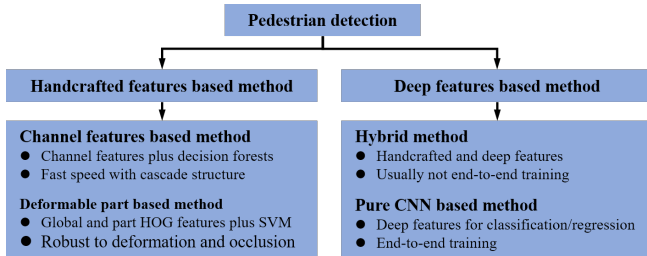 Pedestrian detection
Handcrafted features based method
Deep features based method
Channel features based method
● Channel features plus decision forests
● Fast speed with cascade structure
Deformable part based method
● Global and part HOG features plus SVM
● Robust to deformation and occlusion
Hybrid method
● Handcrafted and deep features
● Usually not end-to-end training
Pure CNN based method
● Deep features for classification/regression
● End-to-end training